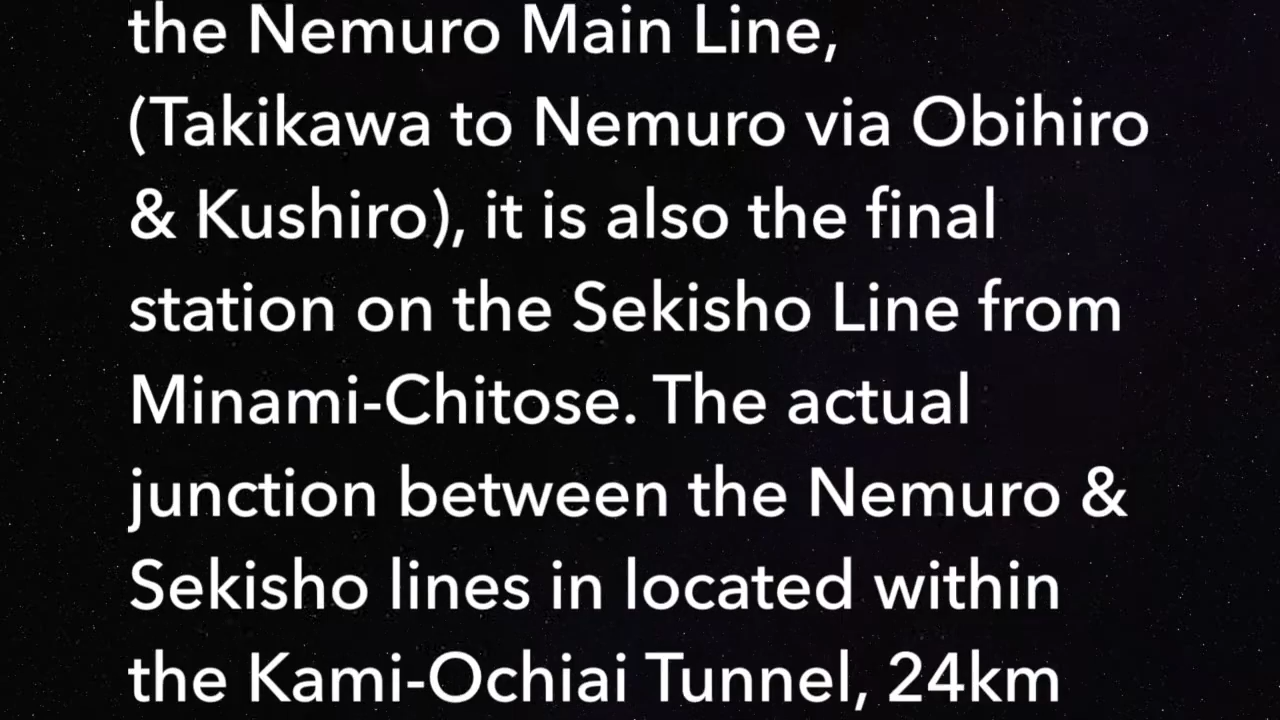 the Nemuro Main Line,
(Takikawa to Nemuro via Obihiro
& Kushiro), it is also the final
station on the Sekisho Line from
Minami-Chitose. The actual
junction between the Nemuro &
Sekisho lines in located within
the Kami-Ochiai Tunnel, 24km